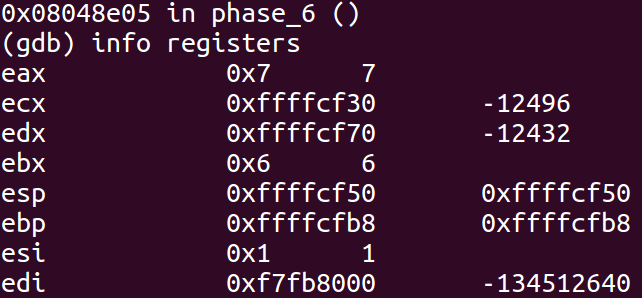 0x08048e05 in phase_6 ()
(gdb) info registers
eax 0x7 7
ecx 0xffffcf30 -12496
edx 0xffffcf70 -12432
ebx 0x6 6
esp 0xffffcf50 0xffffcf50
ebp 0xffffcfb8 0xffffcfb8
esi 0x1 1
edi 0xf7fb8000 -134512640